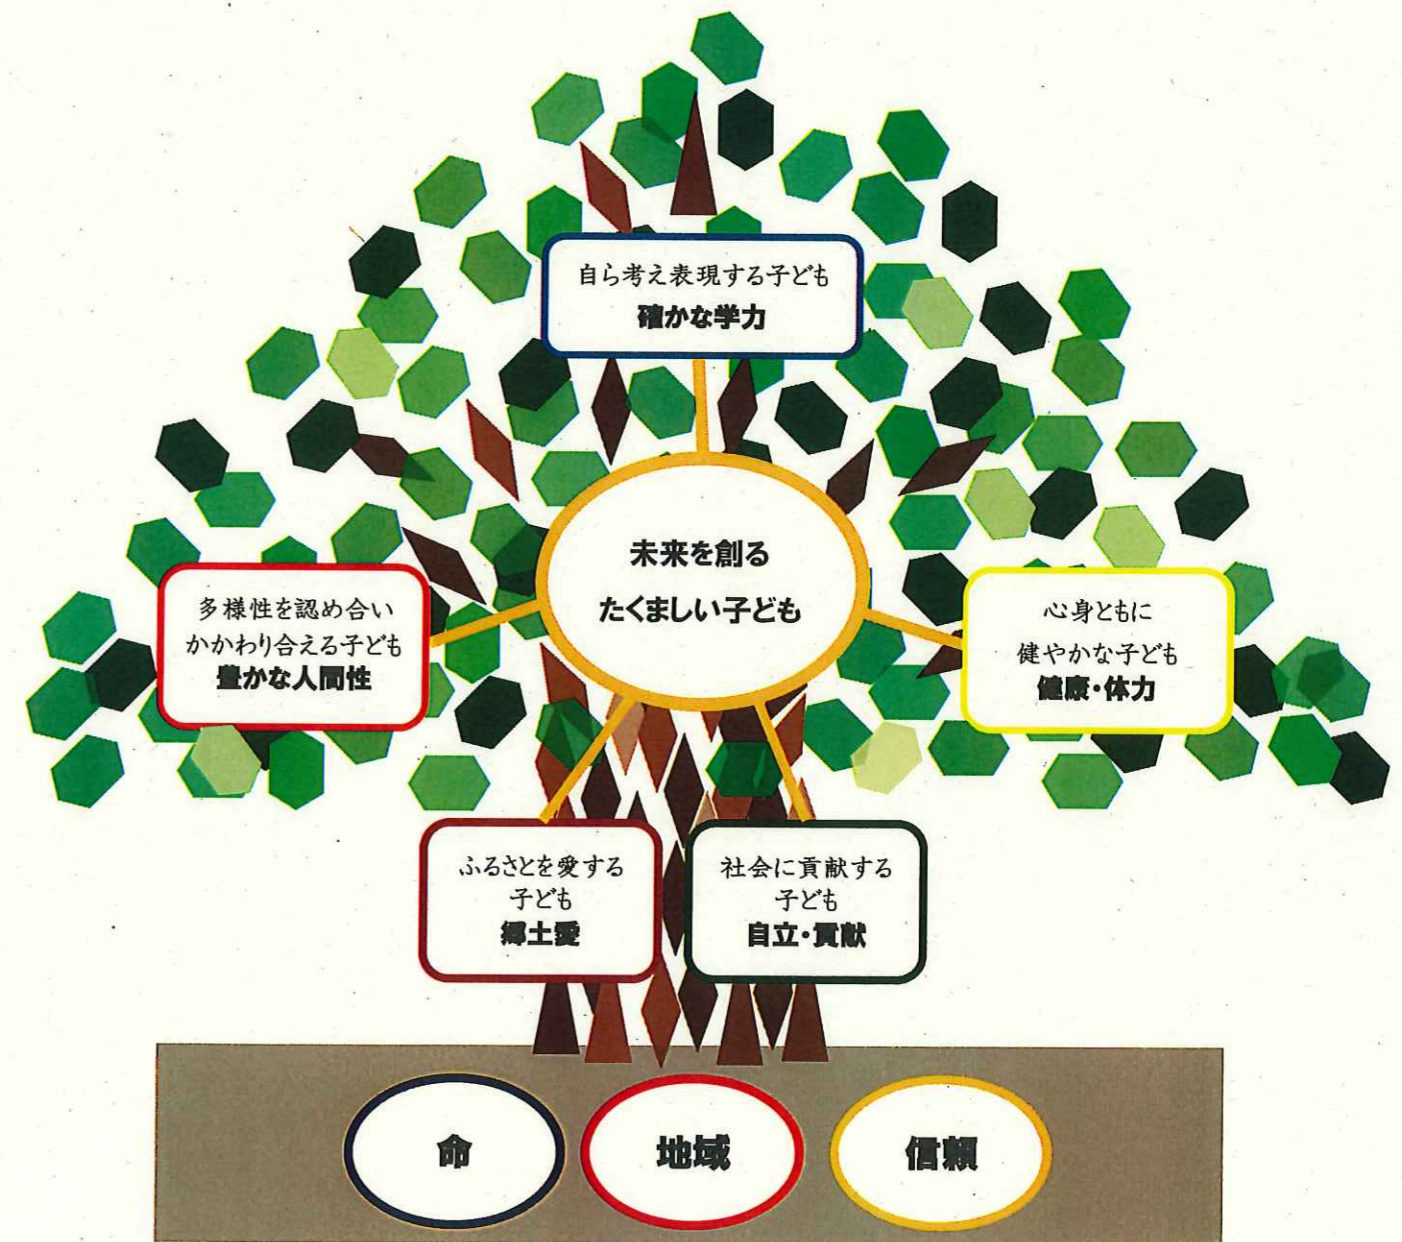 自ら考え表現する子ども
確かな学力
未来を創る
たくましい子ども
多様性を認め合い
かかわり合える子ども
豊かな人間性
心身ともに
健やかな子ども
健康・体力
ふるさとを愛する
子ども
郷土愛
社会に貢献する
子ども
自立・貢献
命
地域
信頼